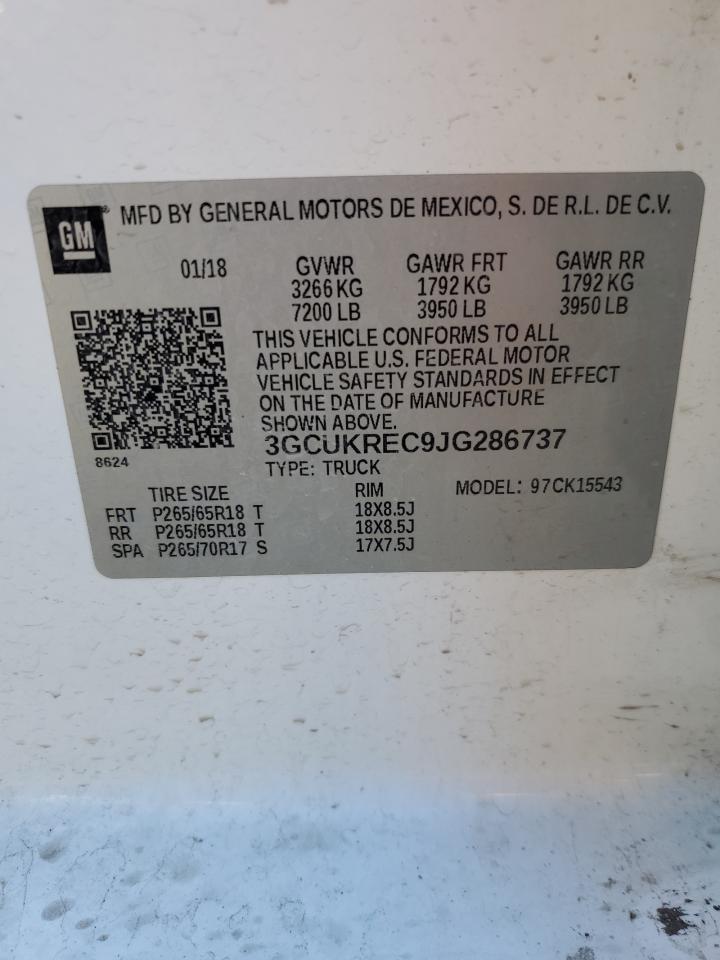 GM ® MFD BY GENERAL MOTORS DE MEXICO, S. DE R.L. DE C.V.
01/18 GVWR GAWR FRT GAWR RR
3266 KG 1792 KG 1792 KG
7200 LB 3950 LB 3950 LB
THIS VEHICLE CONFORMS TO ALL
APPLICABLE U.S. FEDERAL MOTOR
VEHICLE SAFETY STANDARDS IN EFFECT
ON THE DATE OF MANUFACTURE
SHOWN ABOVE.
3GCUKREC9JG286737
8624 TYPE: TRUCK
TIRE SIZE RIM MODEL: 97CK15543
FRT P265/65R18 T 18X8.5J
RR P265/65R18 T 18X8.5J
SPA P265/70R17 S 17X7.5J